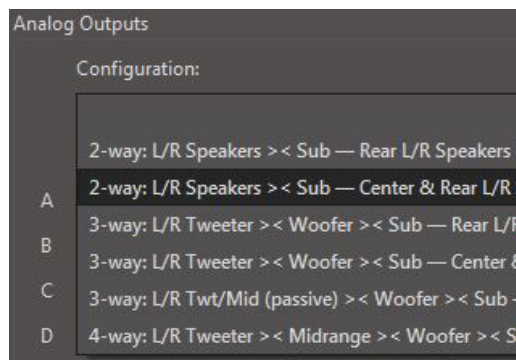 Analog Outputs
Configuration:
2-way: L/R Speakers >< Sub — Rear L/R Speakers
2-way: L/R Speakers >< Sub — Center & Rear L/R
A
3-way: L/R Tweeter >< Woofer >< Sub — Rear L/
B
3-way: L/R Tweeter >< Woofer >< Sub — Center
C
3-way: L/R Twt/Mid (passive) >< Woofer >< Sub
D
4-way: L/R Tweeter >< Midrange >< Woofer >< S